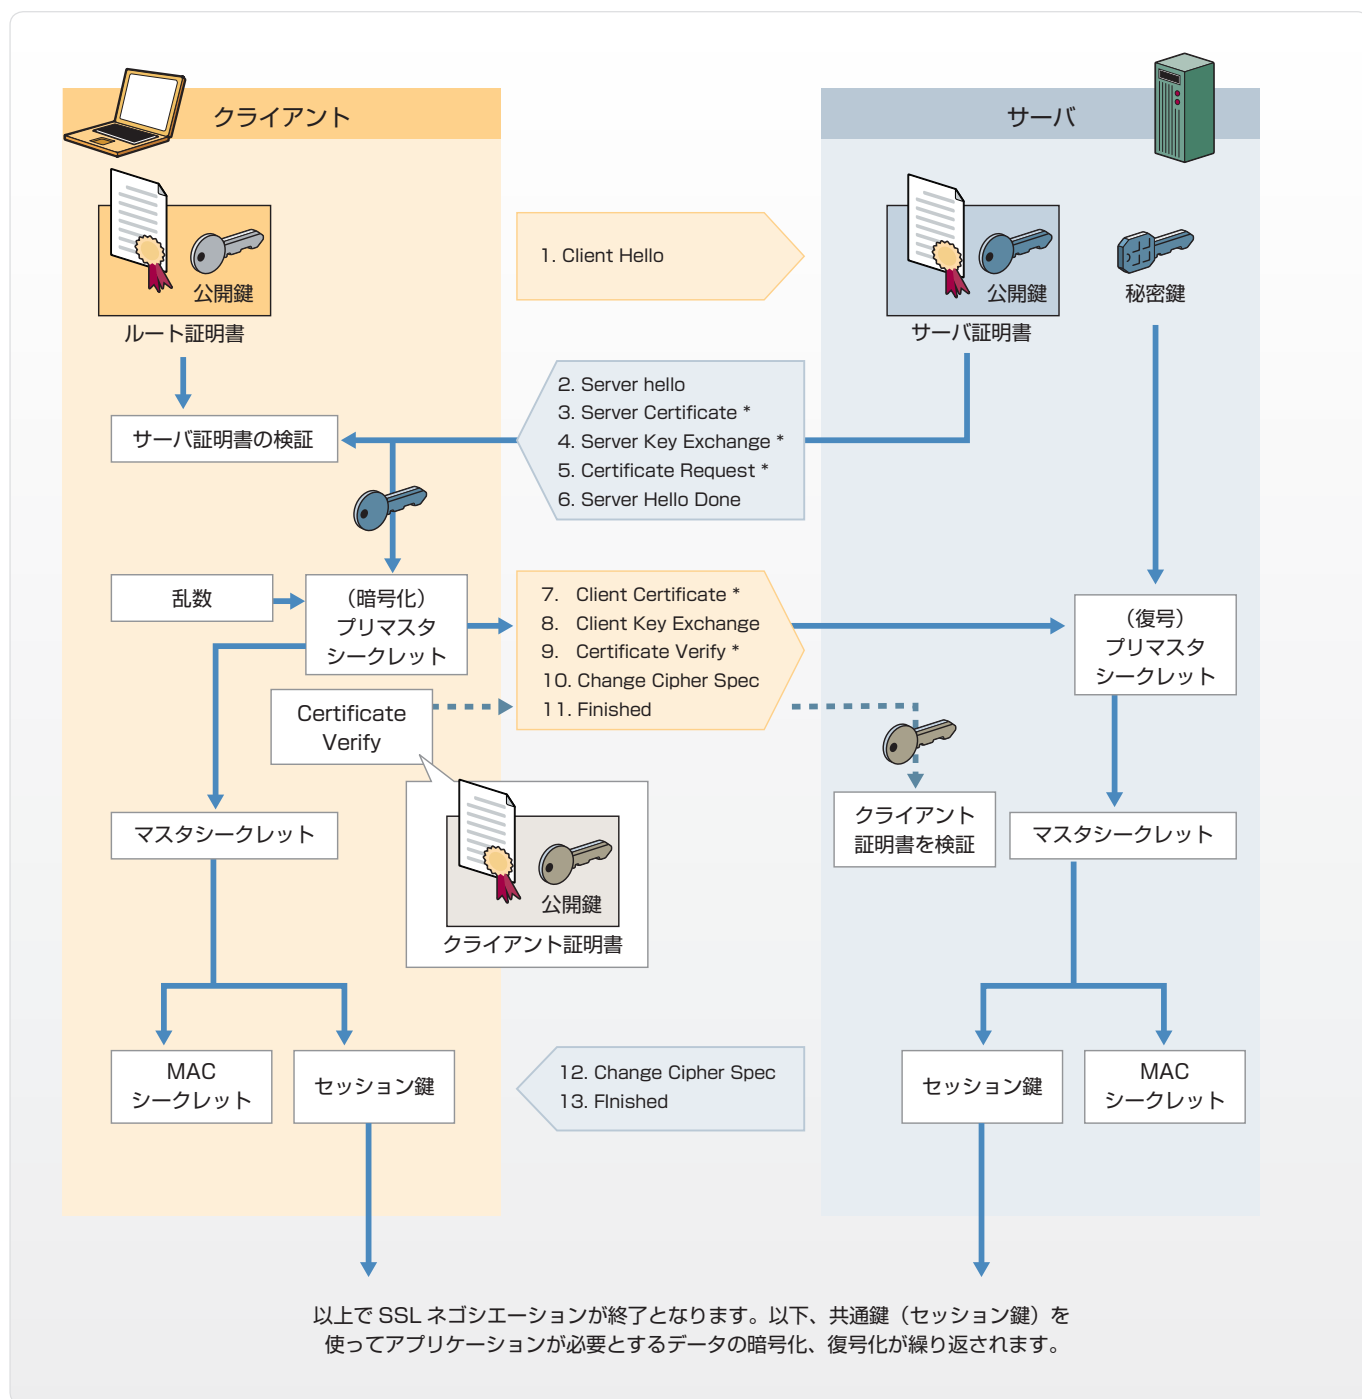 クライアント
サーバ
公開鍵
ルート証明書
1. Client Hello
公開鍵
サーバ証明書
秘密鍵
サーバ証明書の検証
2. Server hello
3. Server Certificate *
4. Server Key Exchange *
5. Certificate Request *
6. Server Hello Done
乱数
（暗号化）
プリマスタ
シークレット
7. Client Certificate *
8. Client Key Exchange
9. Certificate Verify *
10. Change Cipher Spec
11. Finished
（復号）
プリマスタ
シークレット
Certificate
Verify
マスタシークレット
公開鍵
クライアント証明書
クライアント
証明書を検証
マスタシークレット
MAC
シークレット
セッション鍵
12. Change Cipher Spec
13. FInished
セッション鍵
MAC
シークレット
以上で SSL ネゴシエーションが終了となります。以下、共通鍵（セッション鍵）を
使ってアプリケーションが必要とするデータの暗号化、復号化が繰り返されます。